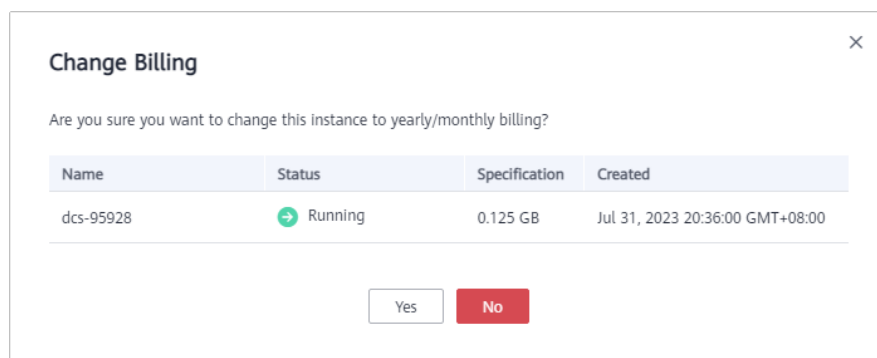 Change Billing
Are you sure you want to change this instance to yearly/monthly billing?
Name Status Specification Created
dcs-95928 Running 0.125 GB Jul 31, 2023 20:36:00 GMT+08:00
Yes No